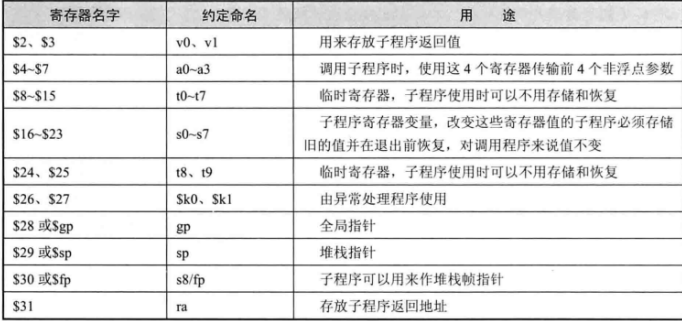 寄存器名字 约定命名 用 途
$2、$3 v0、v1 用来存放子程序返回值
$4~$7 a0~a3 调用子程序时，使用这 4 个寄存器传输前 4 个非浮点参数
$8~$15 t0~t7 临时寄存器，子程序使用时可以不用存储和恢复
$16~$23 s0~s7 子程序寄存器变量，改变这些寄存器值的子程序必须存储
旧的值并在退出前恢复，对调用程序来说值不变
$24、$25 t8、t9 临时寄存器，子程序使用时可以不用存储和恢复
$26、$27 $k0、$k1 由异常处理程序使用
$28 或$gp gp 全局指针
$29 或$sp sp 堆栈指针
$30 或$fp s8/fp 子程序可以用来作堆栈帧指针
$31 ra 存放子程序返回地址